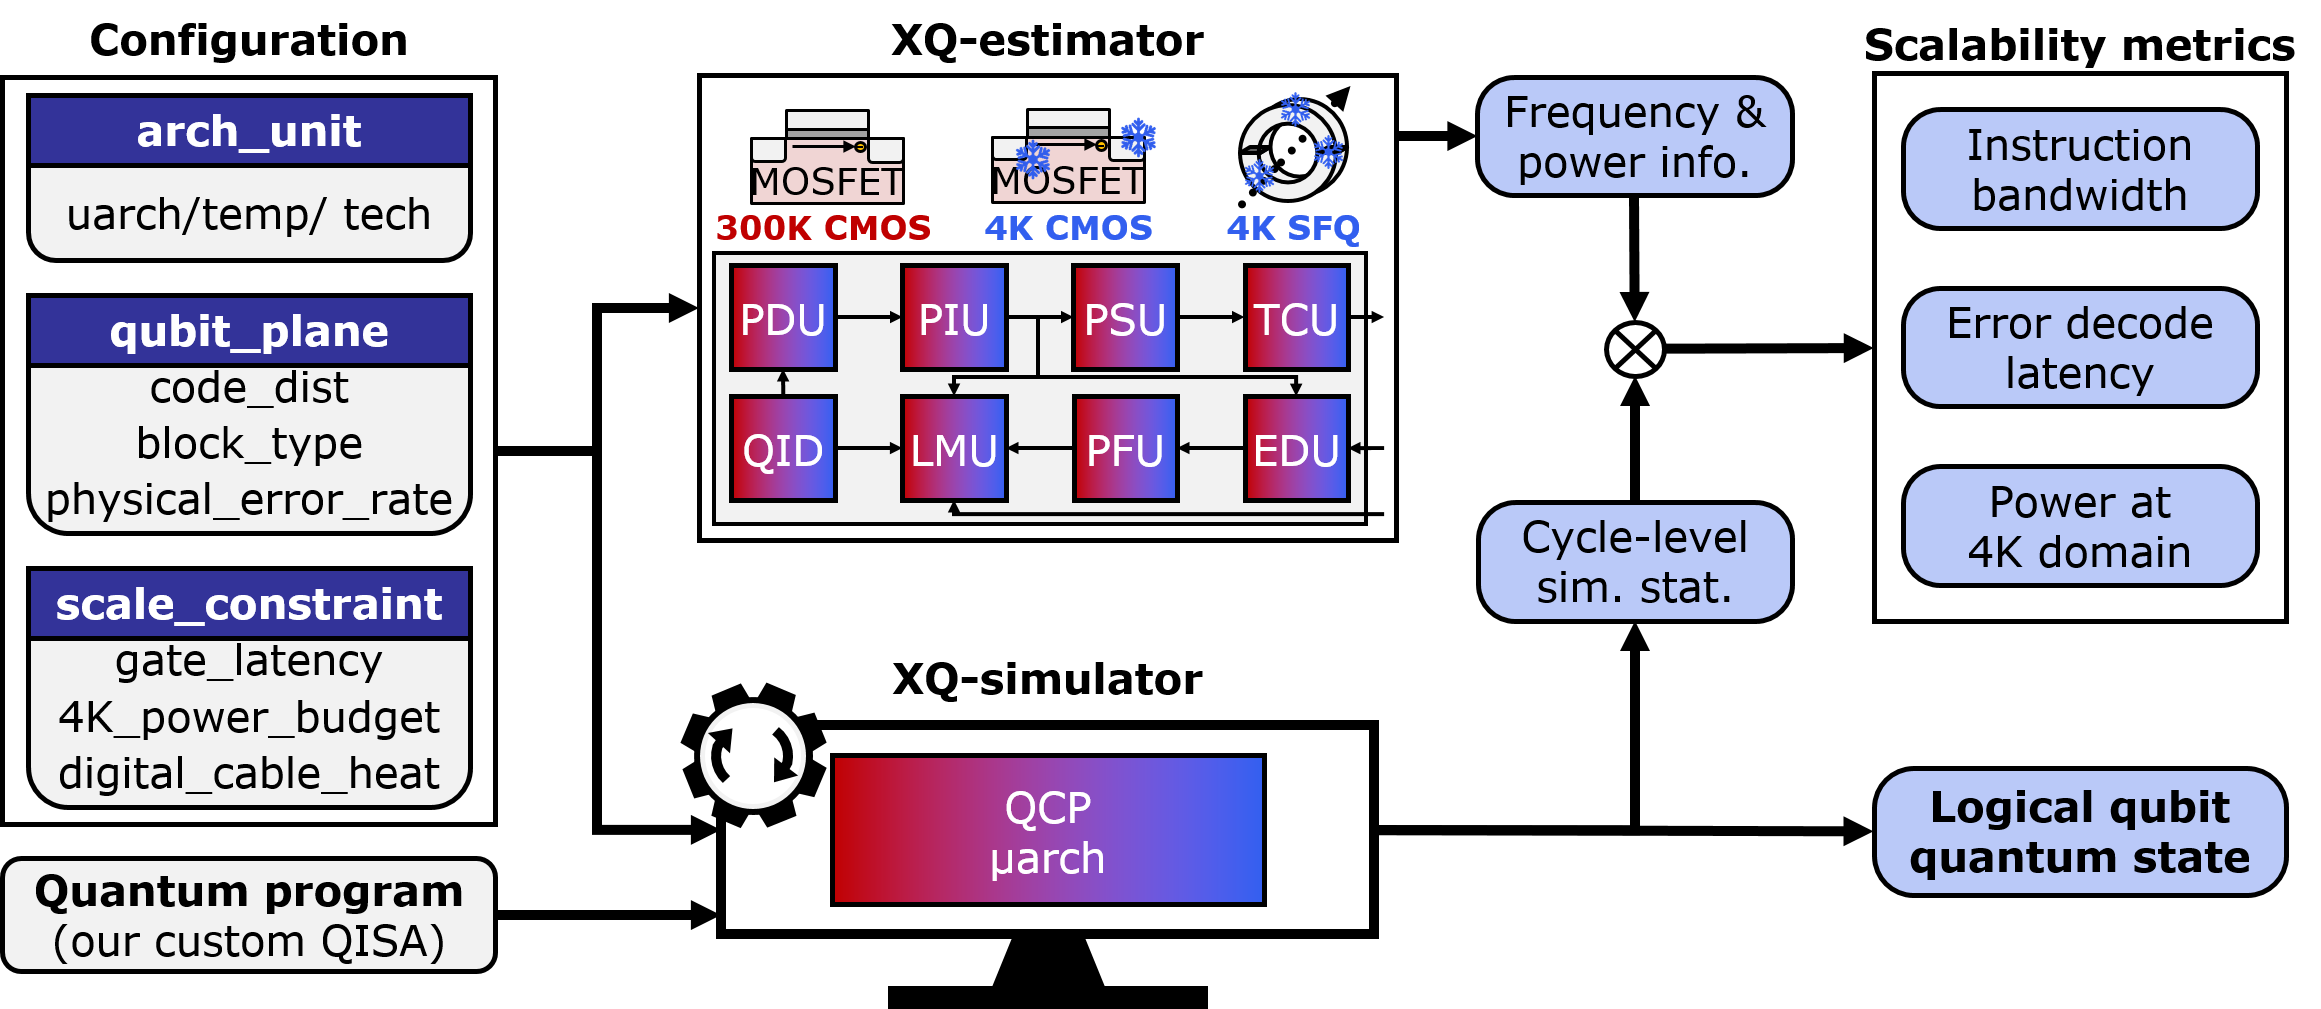 Configuration
arch_unit
uarch/temp/ tech
qubit_plane
code_dist
block_type
physical_error_rate
scale_constraint
gate_latency
4K_power_budget
digital_cable_heat
Quantum program
(our custom QISA)
XQ-estimator
MOSFET
MOSFET
300K CMOS
4K CMOS
4K SFQ
PDU
PIU
PSU
TCU
QID
LMU
PFU
EDU
XQ-simulator
QCP
µarch
Frequency &
power info.
Cycle-level
sim. stat.
Scalability metrics
Instruction
bandwidth
Error decode
latency
Power at
4K domain
Logical qubit
quantum state